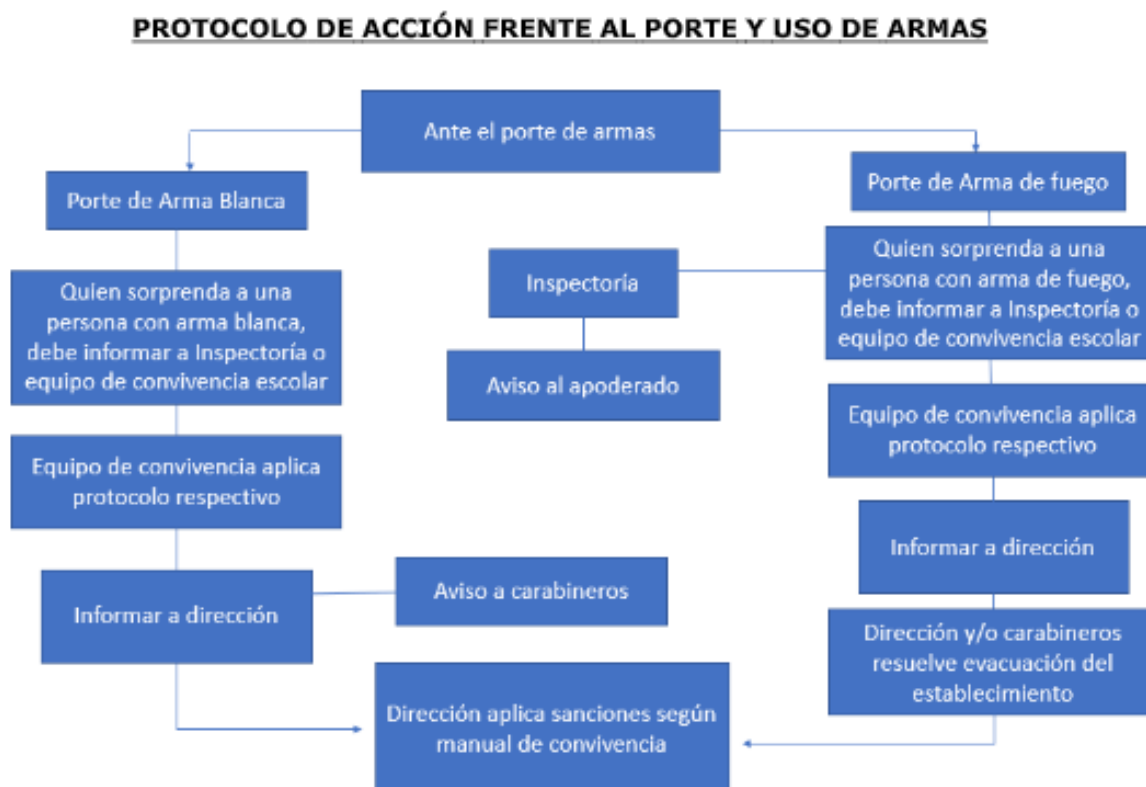 PROTOCOLO DE ACCIÓN FRENTE AL PORTE Y USO DE ARMAS
Ante el porte de armas
Porte de Arma Blanca
Quien sorprenda a una
persona con arma blanca,
debe informar a Inspectoría o
equipo de convivencia escolar
Equipo de convivencia aplica
protocolo respectivo
Informar a dirección
Aviso a carabineros
Inspectoría
Aviso al apoderado
Porte de Arma de fuego
Quien sorprenda a una
persona con arma de fuego,
debe informar a Inspectoría o
equipo de convivencia escolar
Equipo de convivencia aplica
protocolo respectivo
Informar a dirección
Dirección y/o carabineros
resuelve evacuación del
establecimiento
Dirección aplica sanciones según
manual de convivencia